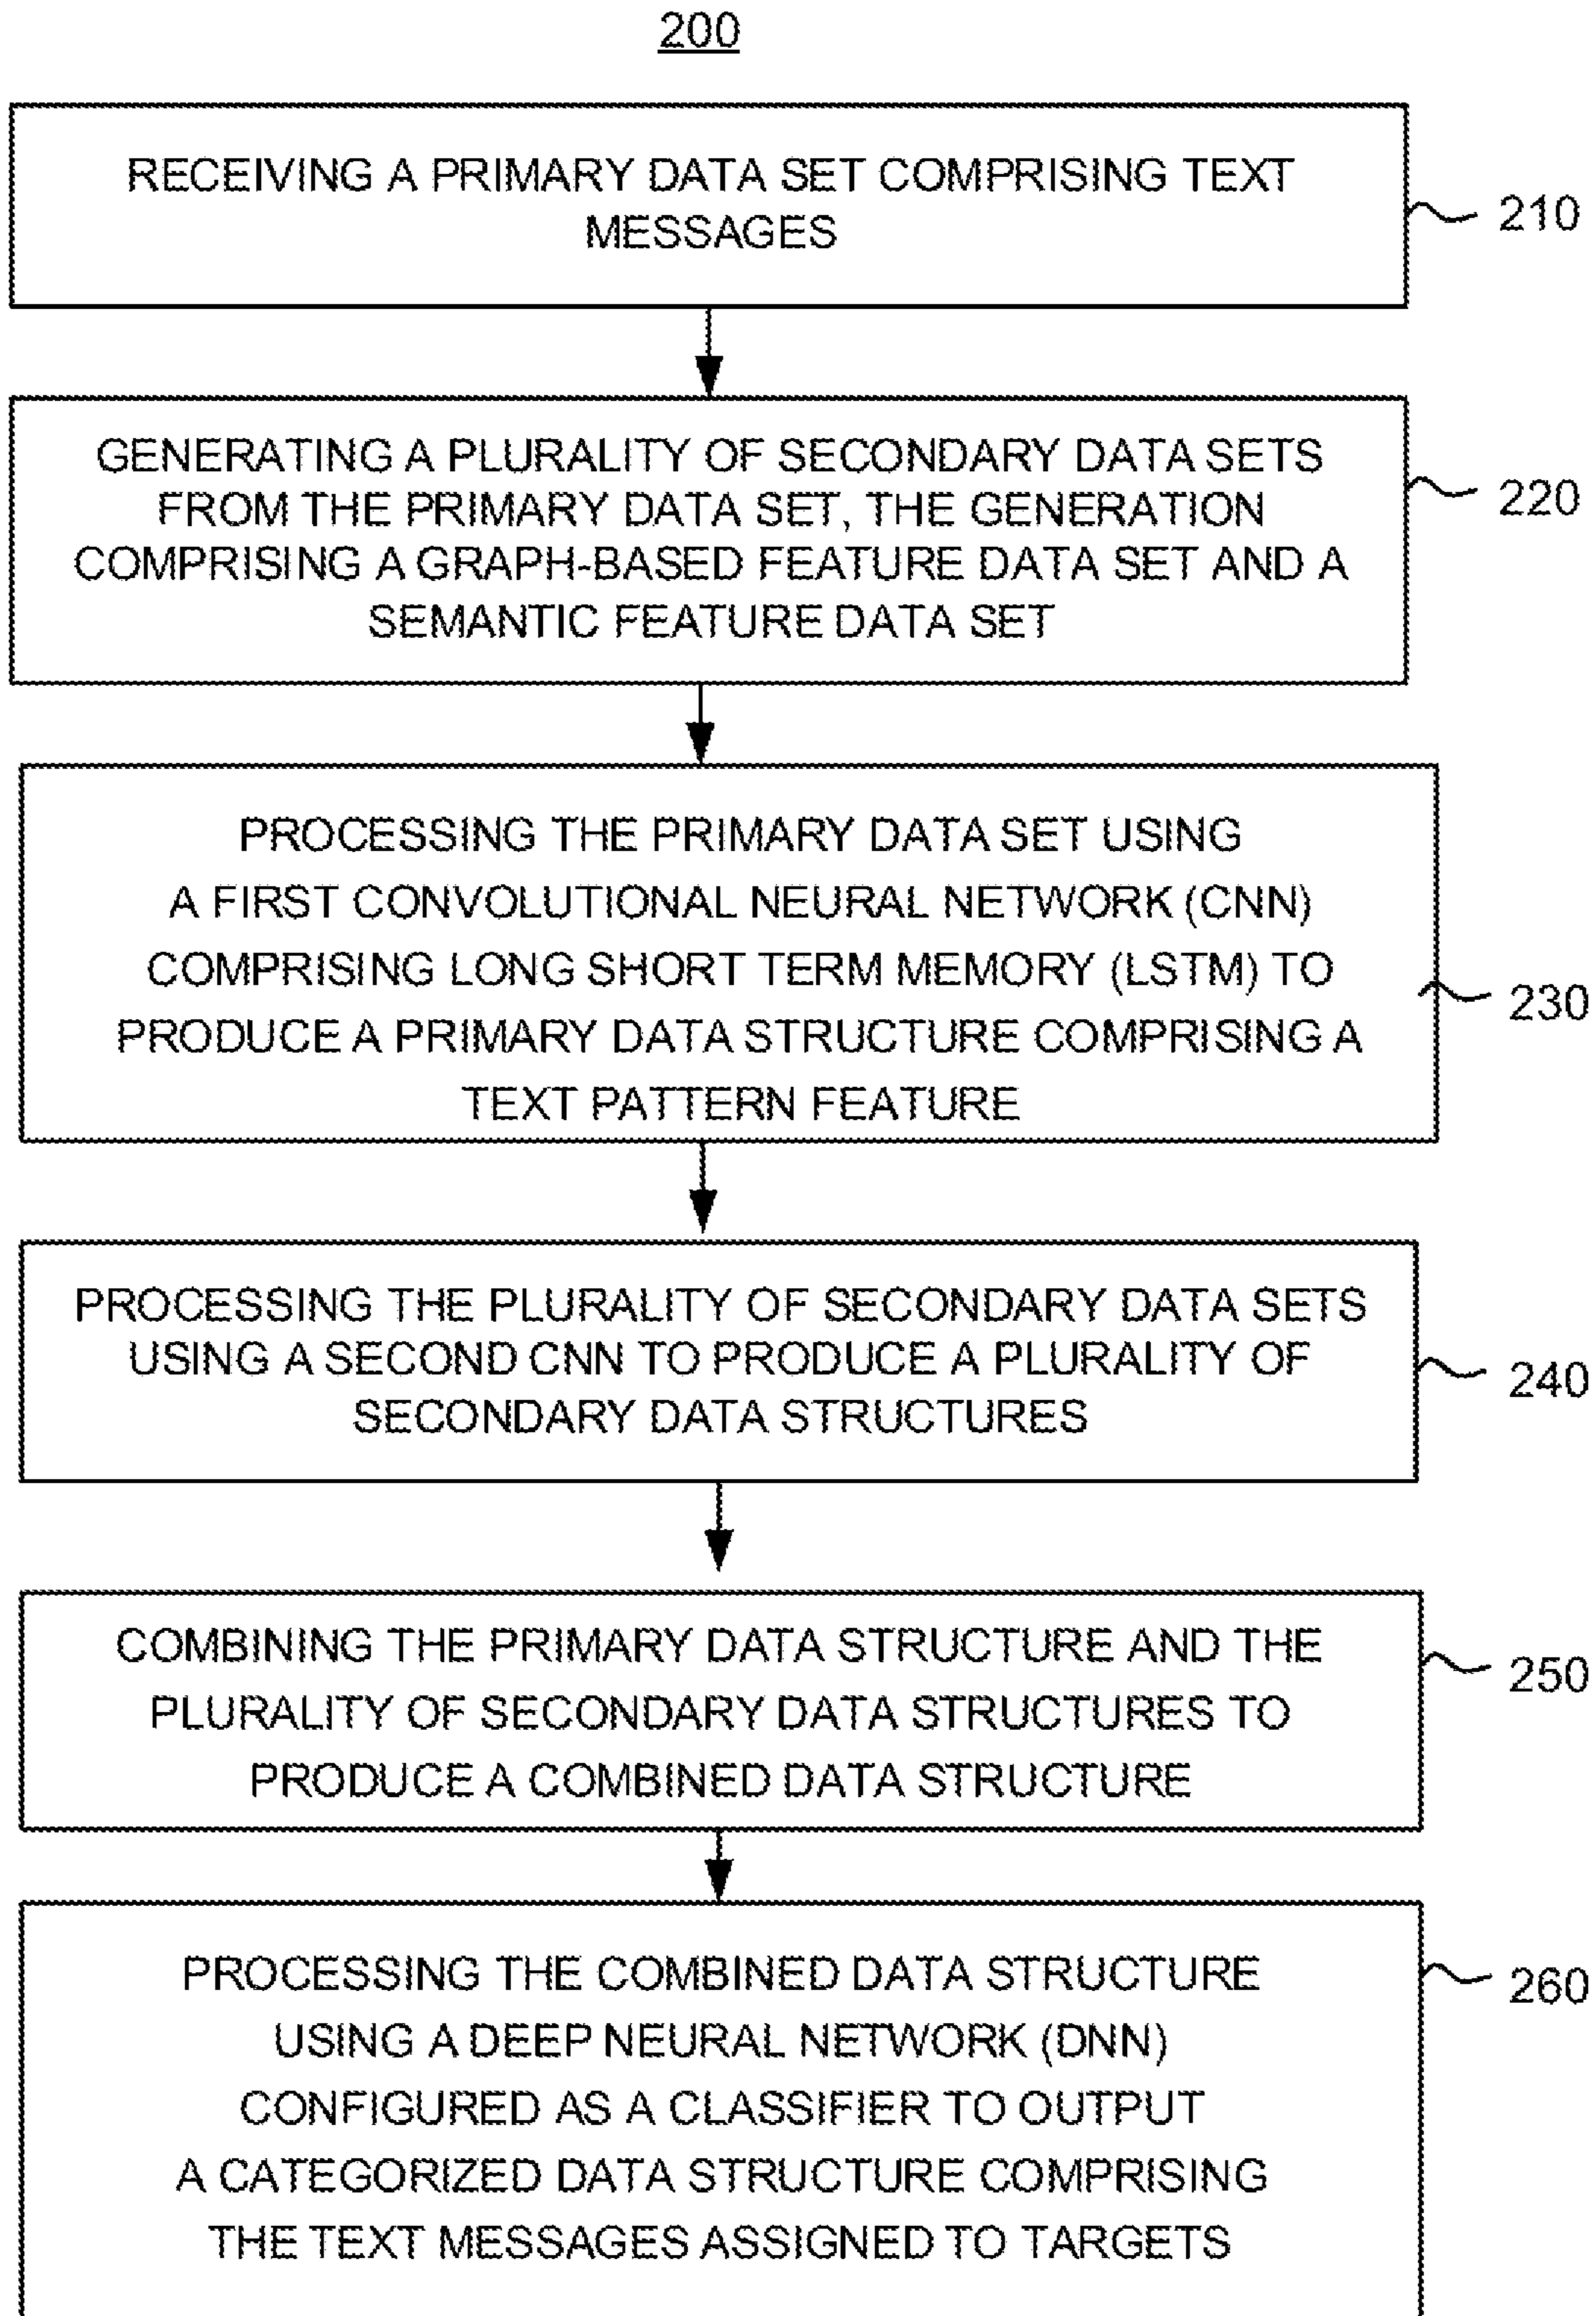 200
RECEIVING A PRIMARY DATA SET COMPRISING TEXT
MESSAGES
210
GENERATING A PLURALITY OF SECONDARY DATA SETS
FROM THE PRIMARY DATA SET, THE GENERATION
COMPRISING A GRAPH-BASED FEATURE DATA SET AND A
SEMANTIC FEATURE DATA SET
220
PROCESSING THE PRIMARY DATA SET USING
A FIRST CONVOLUTIONAL NEURAL NETWORK (CNN)
COMPRISING LONG SHORT TERM MEMORY (LSTM) TO
PRODUCE A PRIMARY DATA STRUCTURE COMPRISING A
TEXT PATTERN FEATURE
230
PROCESSING THE PLURALITY OF SECONDARY DATA SETS
USING A SECOND CNN TO PRODUCE A PLURALITY OF
SECONDARY DATA STRUCTURES
240
COMBINING THE PRIMARY DATA STRUCTURE AND THE
PLURALITY OF SECONDARY DATA STRUCTURES TO
PRODUCE A COMBINED DATA STRUCTURE
250
PROCESSING THE COMBINED DATA STRUCTURE
USING A DEEP NEURAL NETWORK (DNN)
CONFIGURED AS A CLASSIFIER TO OUTPUT
A CATEGORIZED DATA STRUCTURE COMPRISING
THE TEXT MESSAGES ASSIGNED TO TARGETS
260